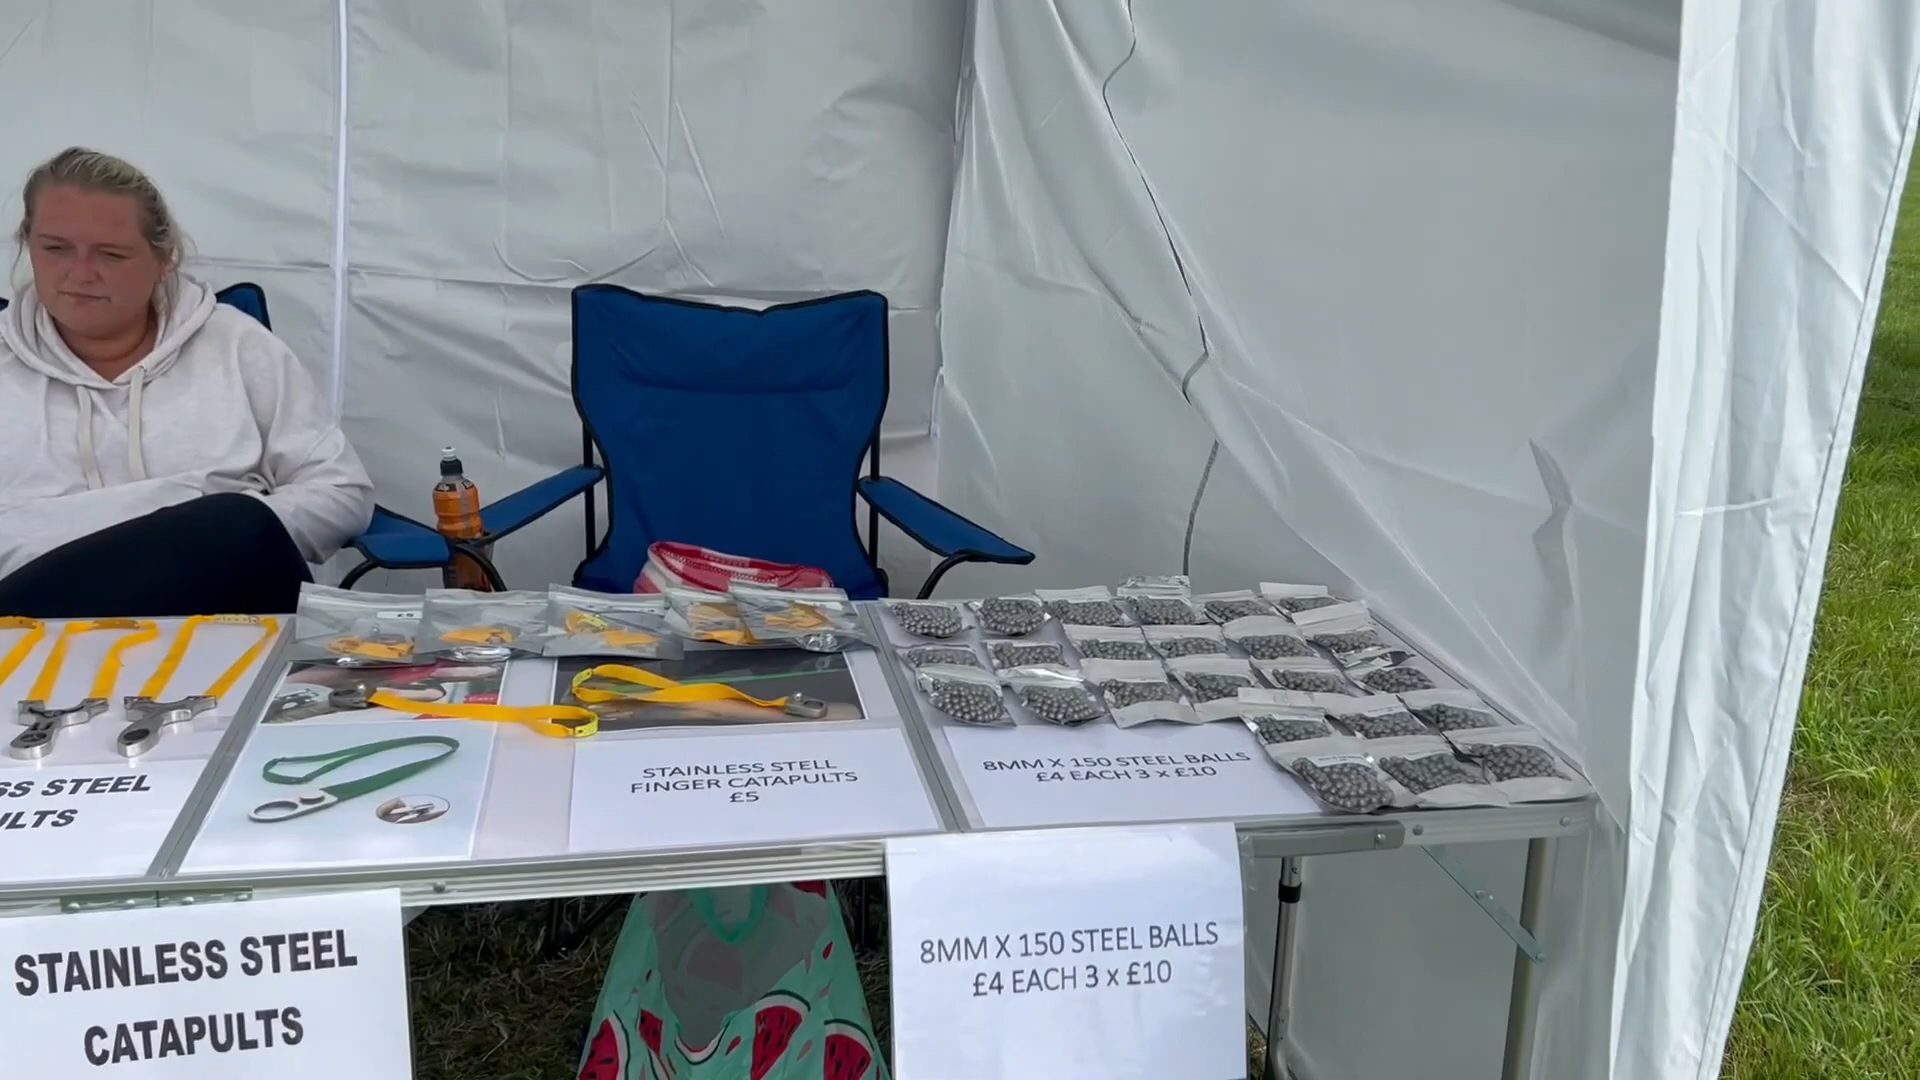 SS STEEL
ULTS
STAINLESS STELL
FINGER CATAPULTS
£5
8MM X 150 STEEL BALLS
£4 EACH 3 x £10
STAINLESS STEEL
CATAPULTS
8MM X 150 STEEL BALLS
£4 EACH 3 x £10